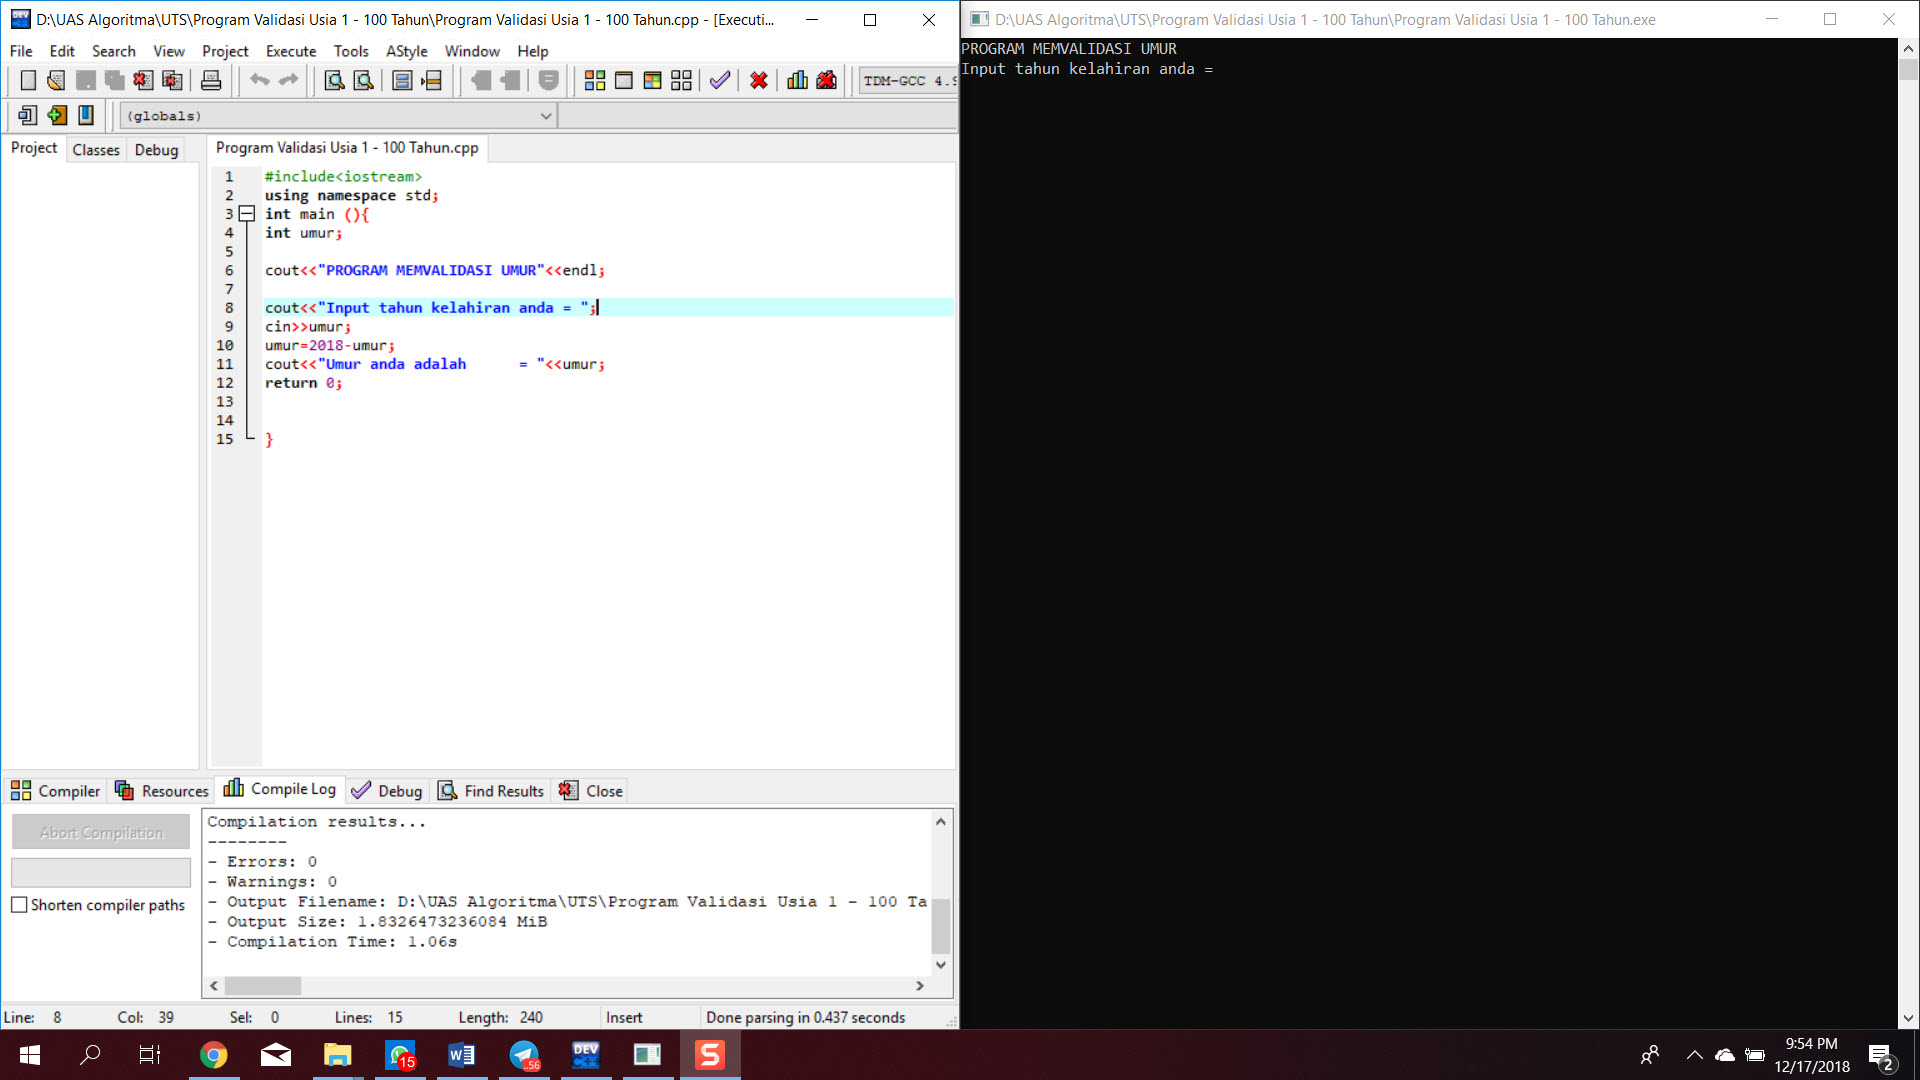 D:\UAS Algoritma\UTS\Program Validasi Usia 1 - 100 Tahun\Program Validasi Usia 1 - 100 Tahun.cpp - [Executi...
File Edit Search View Project Execute Tools AStyle Window Help
TDM-GCC 4.9
(globals)
Project Classes Debug
Program Validasi Usia 1 - 100 Tahun.cpp
1 #include<iostream>
2 using namespace std;
3 int main (){
4 int umur;
5
6 cout<<"PROGRAM MEMVALIDASI UMUR"<<endl;
7
8 cout<<"Input tahun kelahiran anda = ";
9 cin>>umur;
10 umur=2018-umur;
11 cout<<"Umur anda adalah      = "<<umur;
12 return 0;
13
14
15 }
Compiler Resources Compile Log Debug Find Results Close
Abort Compilation
Shorten compiler paths
Compilation results...
--------
- Errors: 0
- Warnings: 0
- Output Filename: D:\UAS Algoritma\UTS\Program Validasi Usia 1 - 100 Ta
- Output Size: 1.8326473236084 MiB
- Compilation Time: 1.06s
Line: 8 Col: 39 Sel: 0 Lines: 15 Length: 240 Insert Done parsing in 0.437 seconds
D:\UAS Algoritma\UTS\Program Validasi Usia 1 - 100 Tahun\Program Validasi Usia 1 - 100 Tahun.exe
PROGRAM MEMVALIDASI UMUR
Input tahun kelahiran anda =
15
56
DEV C++
S
9:54 PM
12/17/2018
2